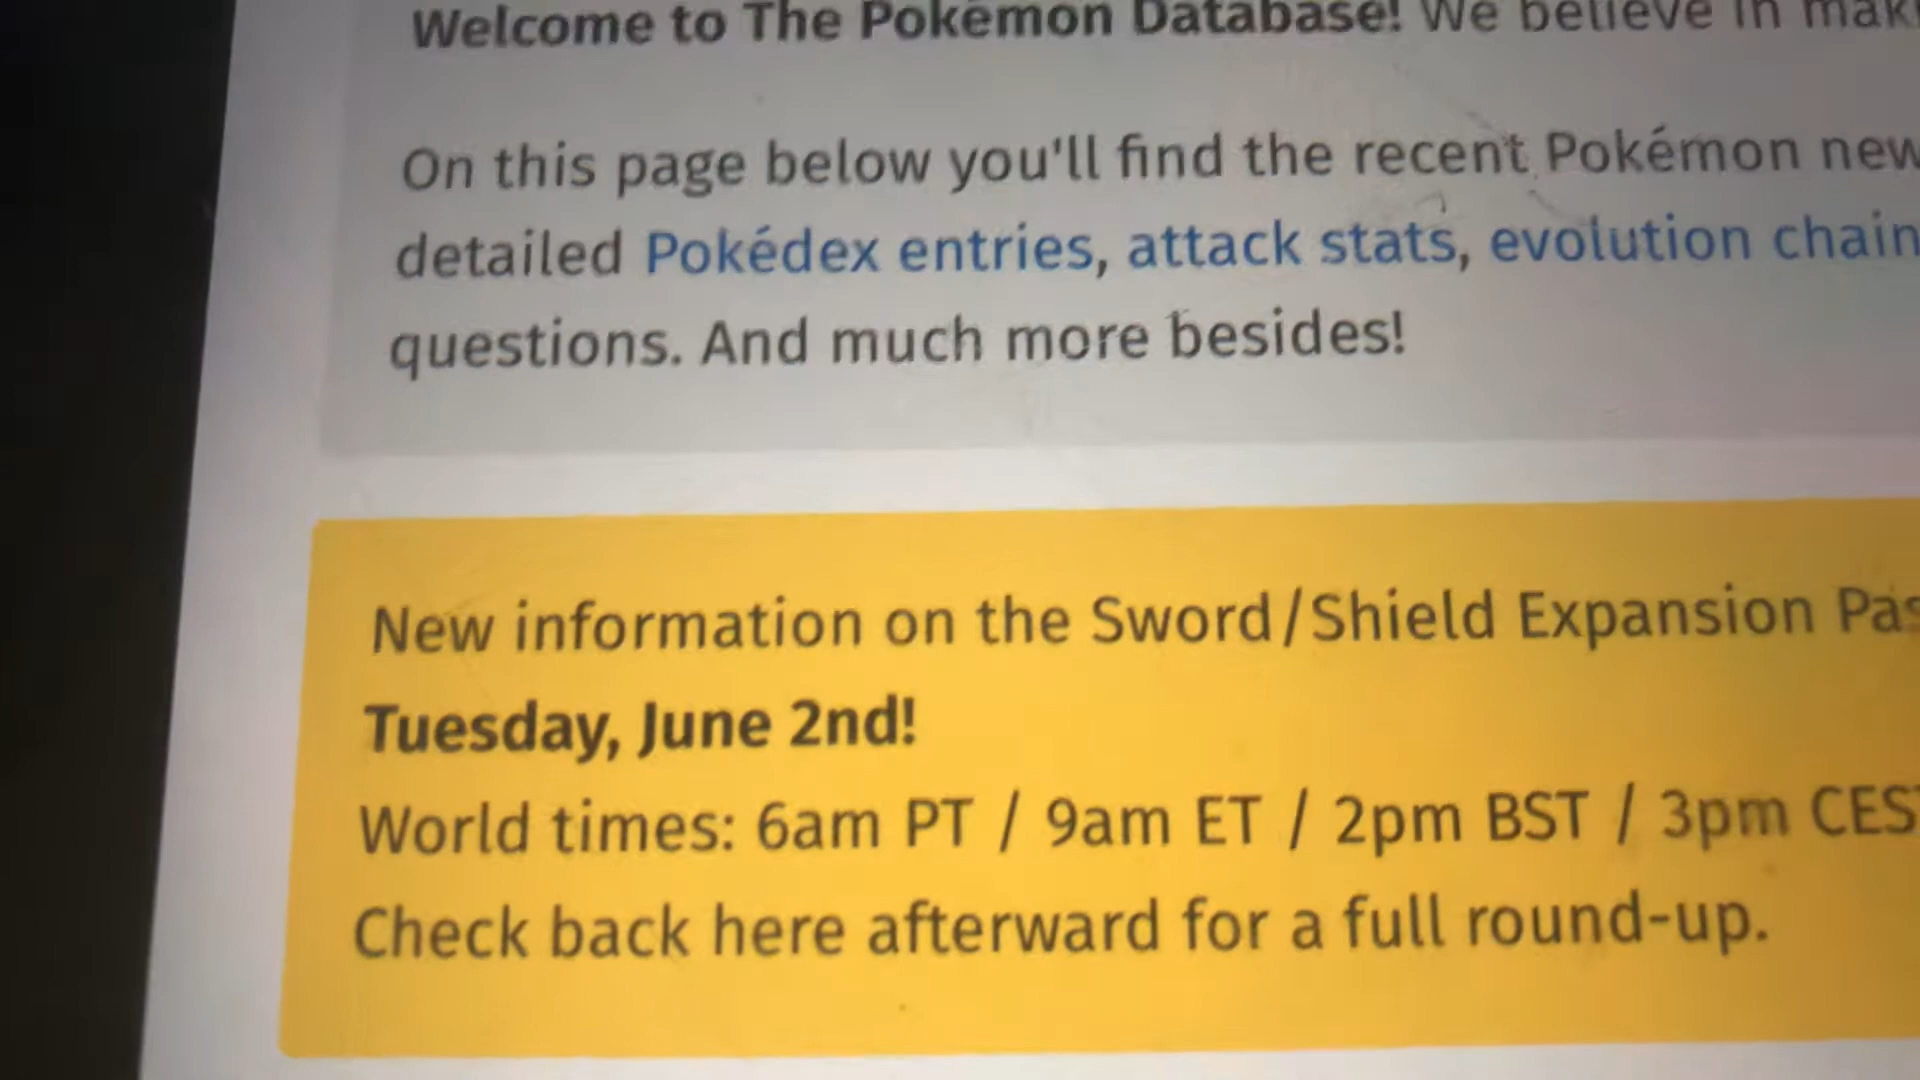 Welcome to The Pokémon Database! We believe in
On this page below you'll find the recent Pokémon
detailed Pokédex entries, attack stats, evolution
questions. And much more besides!
New information on the Sword/Shield Expansion
Tuesday, June 2nd!
World times: 6am PT / 9am ET / 2pm BST / 3pm
Check back here afterward for a full round-up.